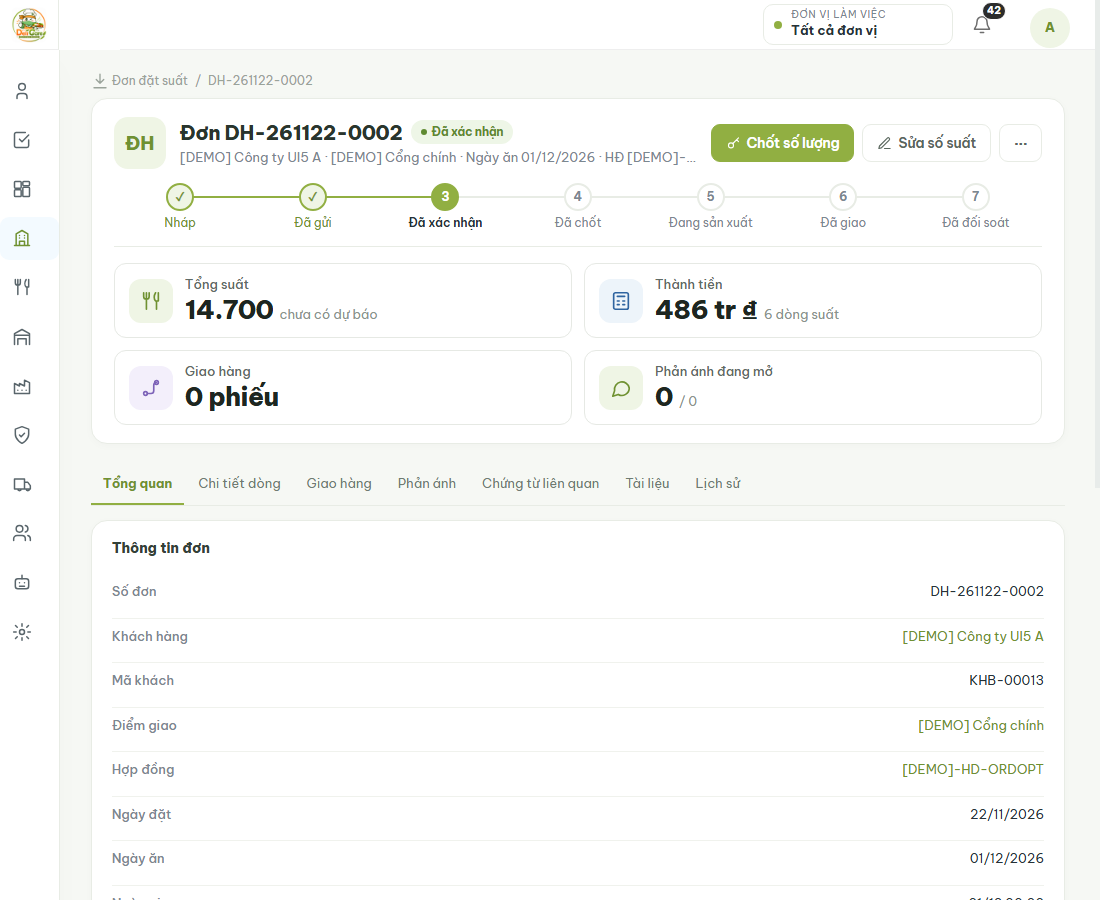 ĐƠN VỊ LÀM VIỆC
Tất cả đơn vị
42
A
Đơn đặt suất / DH-261122-0002
ĐH
Đơn DH-261122-0002
Đã xác nhận
[DEMO] Công ty UI5 A · [DEMO] Cổng chính · Ngày ăn 01/12/2026 · HĐ [DEMO]-...
Chốt số lượng
Sửa số suất
...
✓ ✓ 3 4 5 6 7
Nháp Đã gửi Đã xác nhận Đã chốt Đang sản xuất Đã giao Đã đối soát
Tổng suất
14.700 chưa có dự báo
Thành tiền
486 tr ₫ 6 dòng suất
Giao hàng
0 phiếu
Phản ánh đang mở
0 / 0
Tổng quan Chi tiết dòng Giao hàng Phản ánh Chứng từ liên quan Tài liệu Lịch sử
Thông tin đơn
Số đơn DH-261122-0002
Khách hàng [DEMO] Công ty UI5 A
Mã khách KHB-00013
Điểm giao [DEMO] Cổng chính
Hợp đồng [DEMO]-HD-ORDOPT
Ngày đặt 22/11/2026
Ngày ăn 01/12/2026